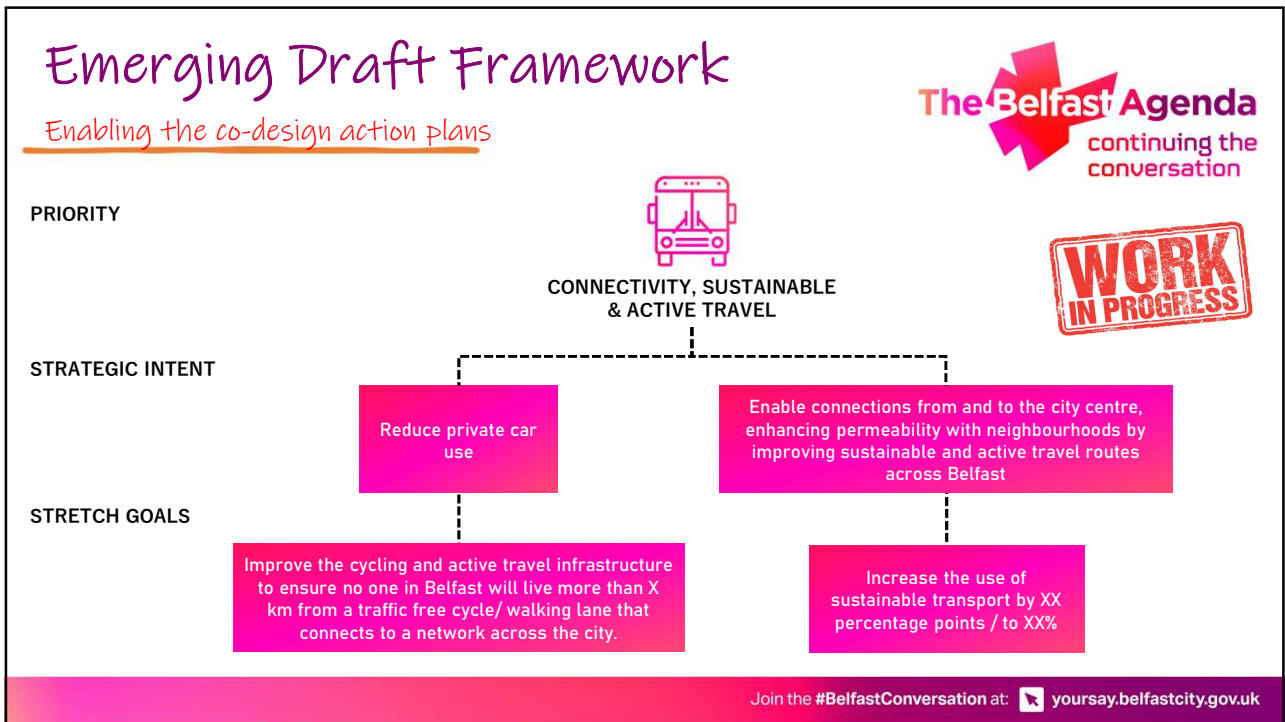 Emerging Draft Framework
Enabling the co-design action plans
The Belfast Agenda
continuing the
conversation
PRIORITY
CONNECTIVITY, SUSTAINABLE
& ACTIVE TRAVEL
WORK
IN PROGRESS
STRATEGIC INTENT
Reduce private car
use
Enable connections from and to the city centre,
enhancing permeability with neighbourhoods by
improving sustainable and active travel routes
across Belfast
STRETCH GOALS
Improve the cycling and active travel infrastructure
to ensure no one in Belfast will live more than X
km from a traffic free cycle/ walking lane that
connects to a network across the city.
Increase the use of
sustainable transport by XX
percentage points / to XX%
Join the #BelfastConversation at: yoursay.belfastcity.gov.uk